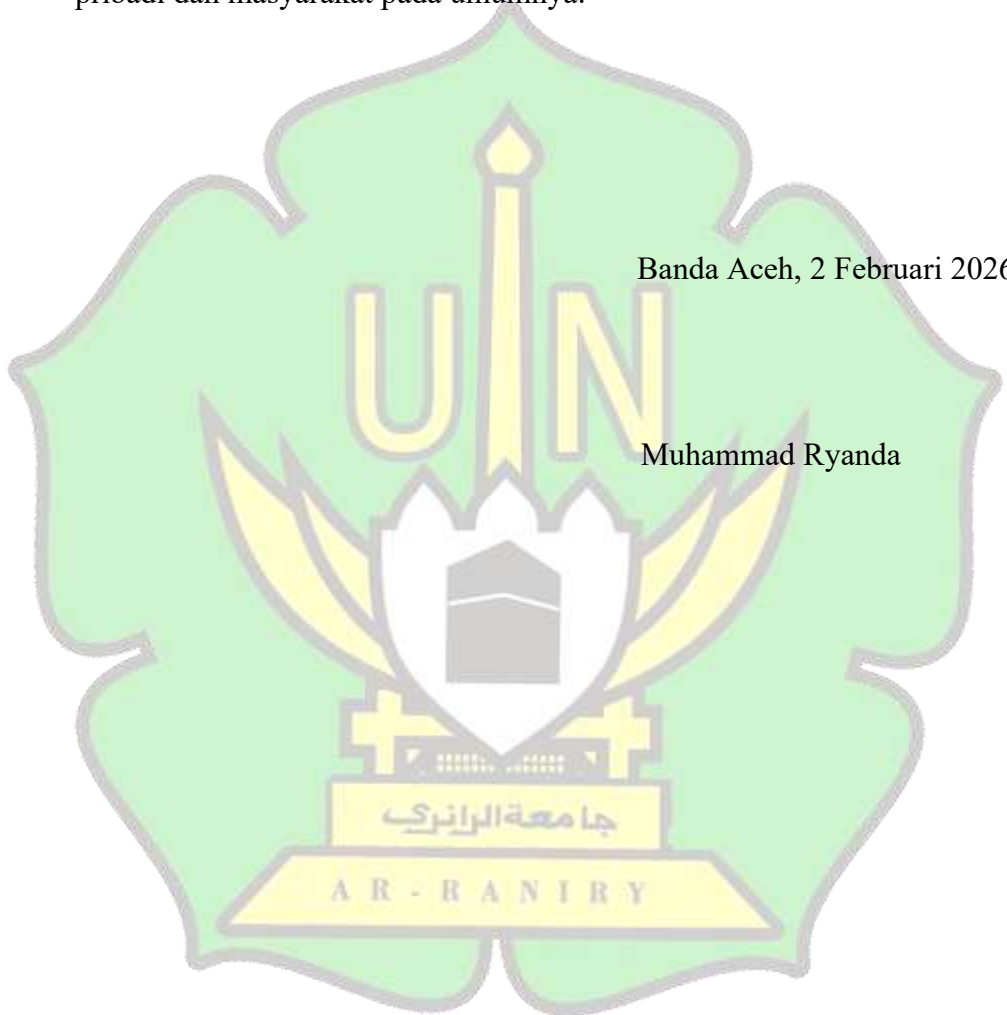 pribadi dan masyarakat pada umumnya.
Banda Aceh, 2 Februari 2026
Muhammad Ryanda
UIN
جامعة الرانري
AR-RANIRY